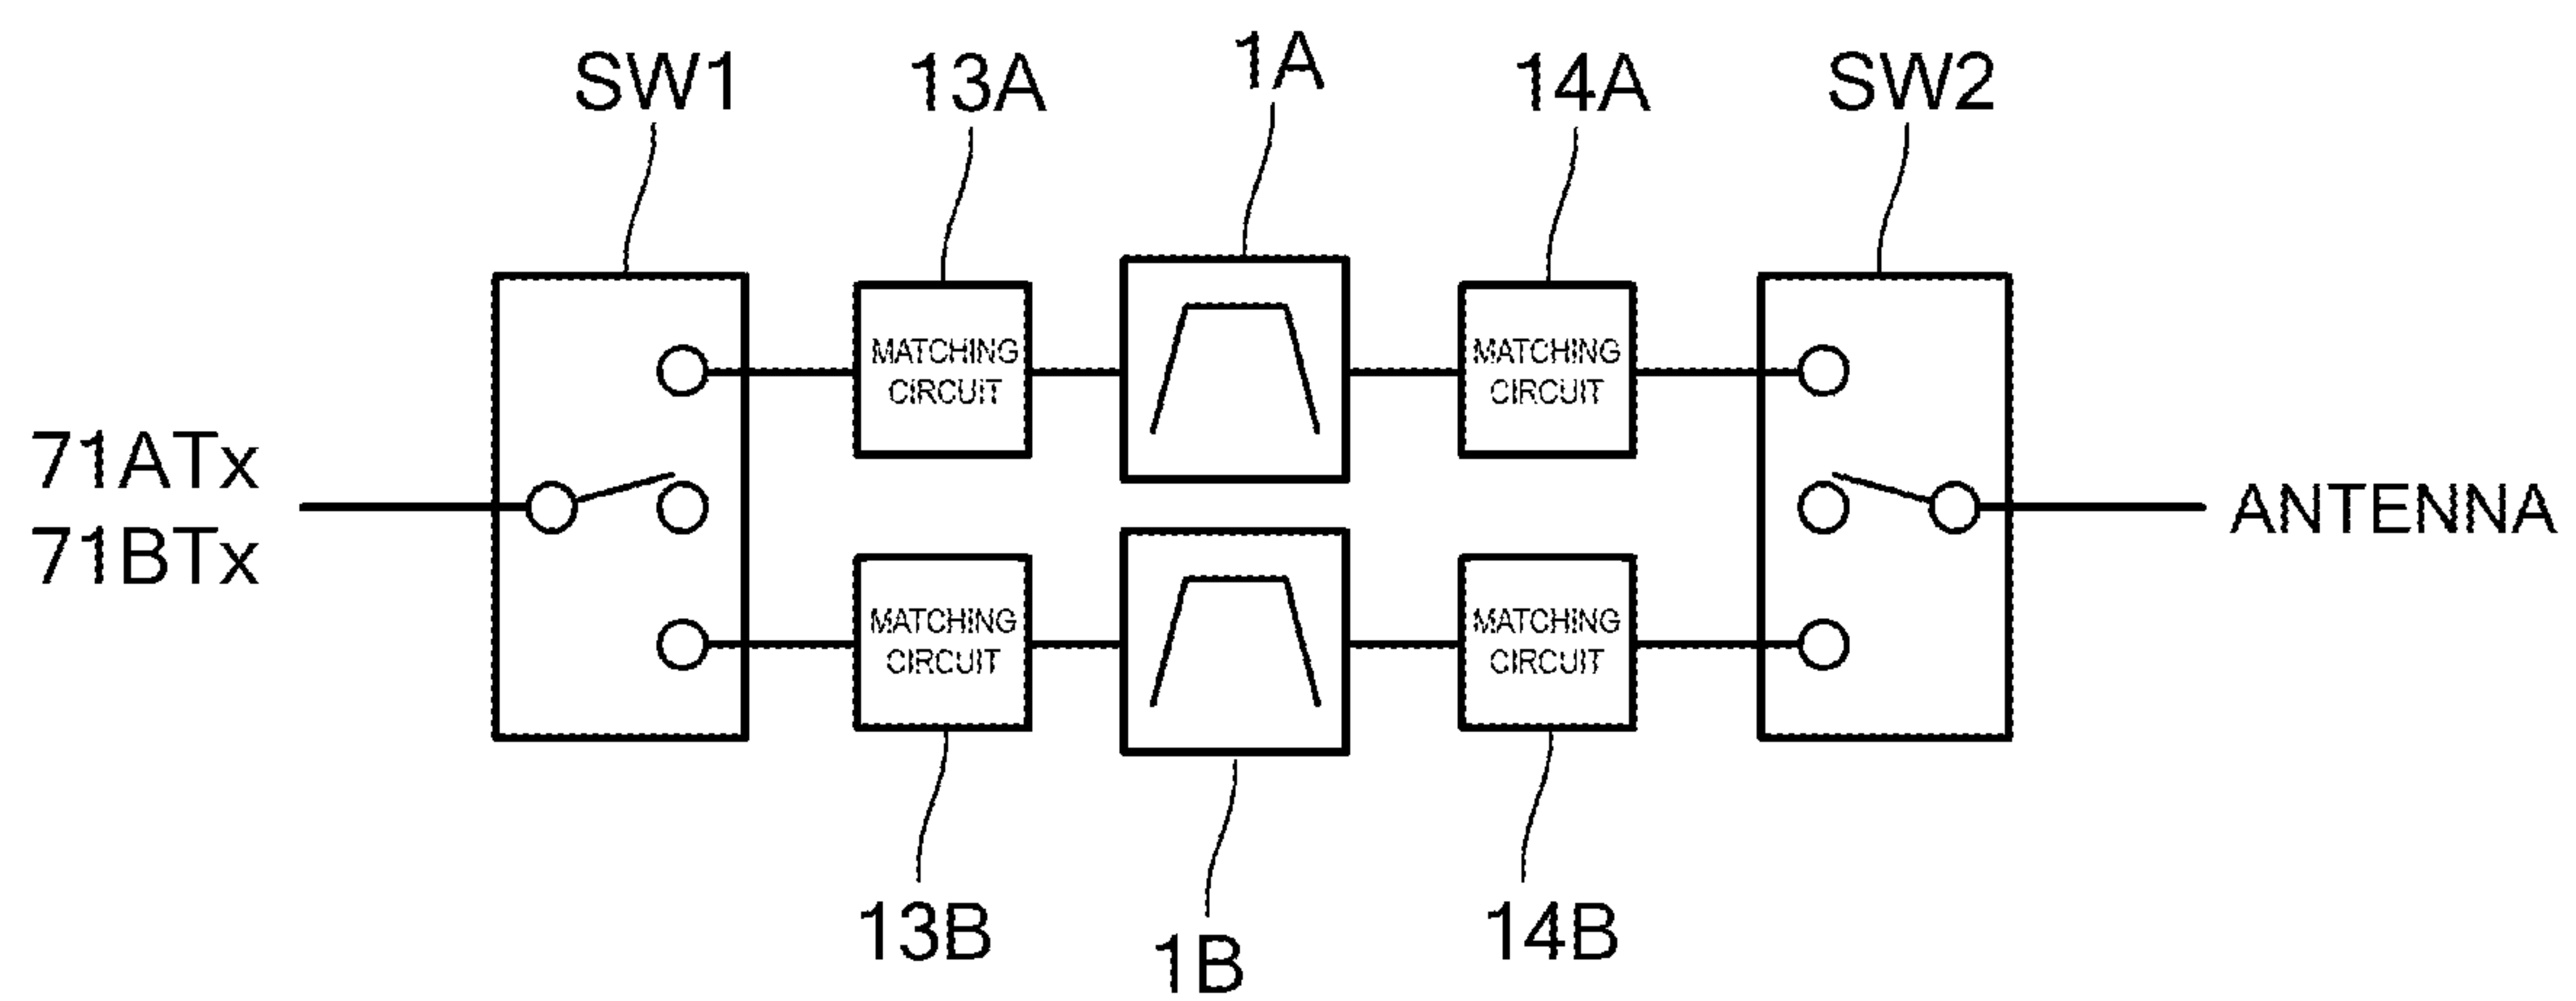 SW1
13A
1A
14A
SW2
MATCHING
CIRCUIT
MATCHING
CIRCUIT
71ATx
71BTx
ANTENNA
MATCHING
CIRCUIT
MATCHING
CIRCUIT
13B
1B
14B